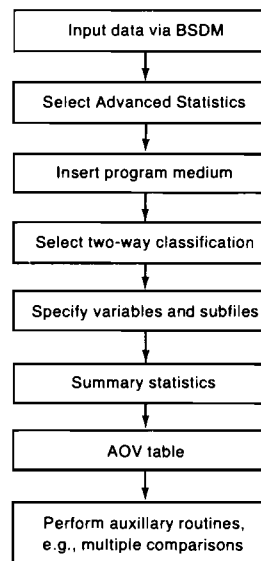 Input data via BSDM
Select Advanced Statistics
Insert program medium
Select two-way classification
Specify variables and subfiles
Summary statistics
AOV table
Perform auxillary routines,
e.g., multiple comparisons